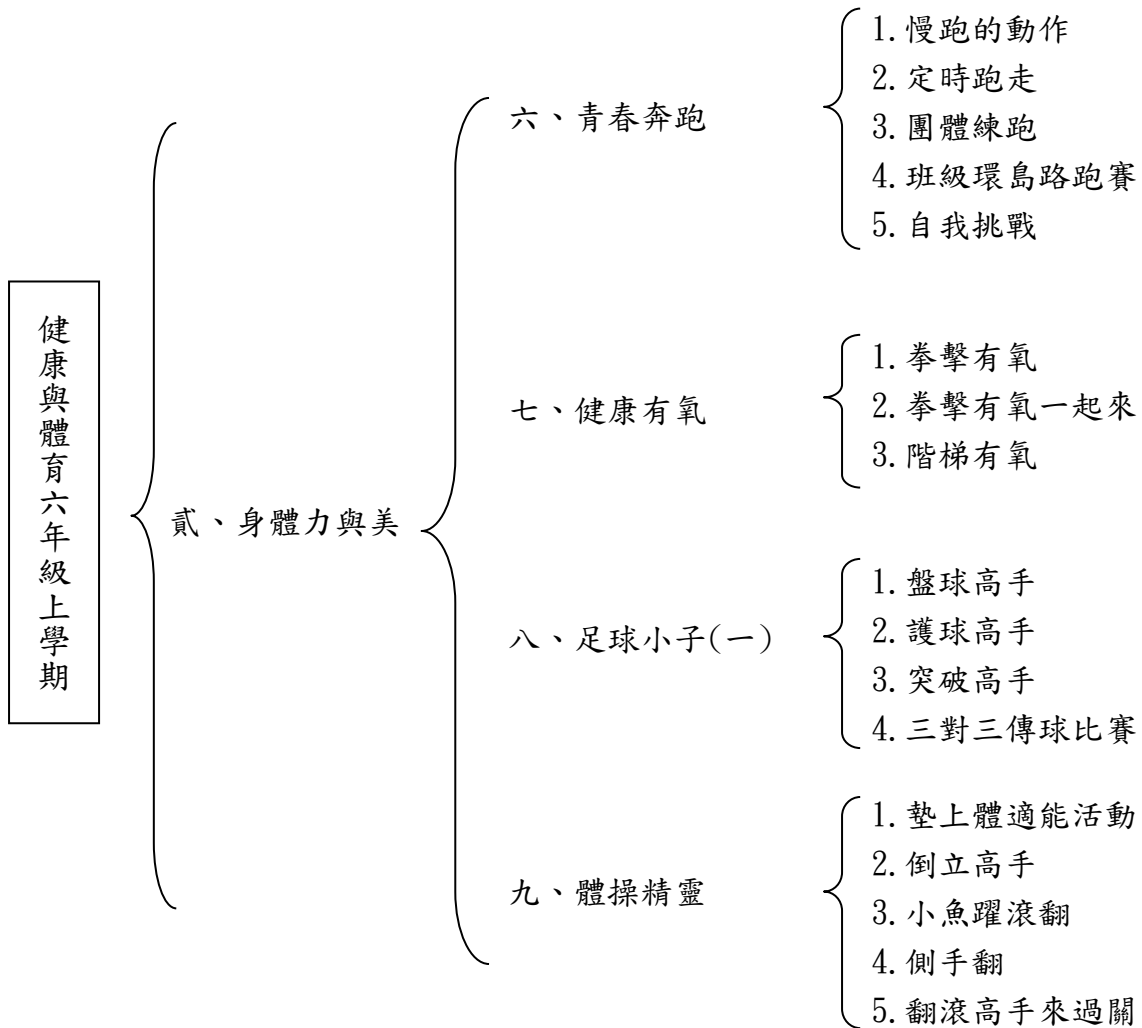 健康與體育六年級上學期
貳、身體力與美
六、青春奔跑
1.慢跑的動作
2.定時跑走
3.團體練跑
4.班級環島路跑賽
5.自我挑戰
七、健康有氧
1.拳擊有氧
2.拳擊有氧一起來
3.階梯有氧
八、足球小子(一)
1.盤球高手
2.護球高手
3.突破高手
4.三對三傳球比賽
九、體操精靈
1.墊上體適能活動
2.倒立高手
3.小魚躍滾翻
4.側手翻
5.翻滾高手來過關